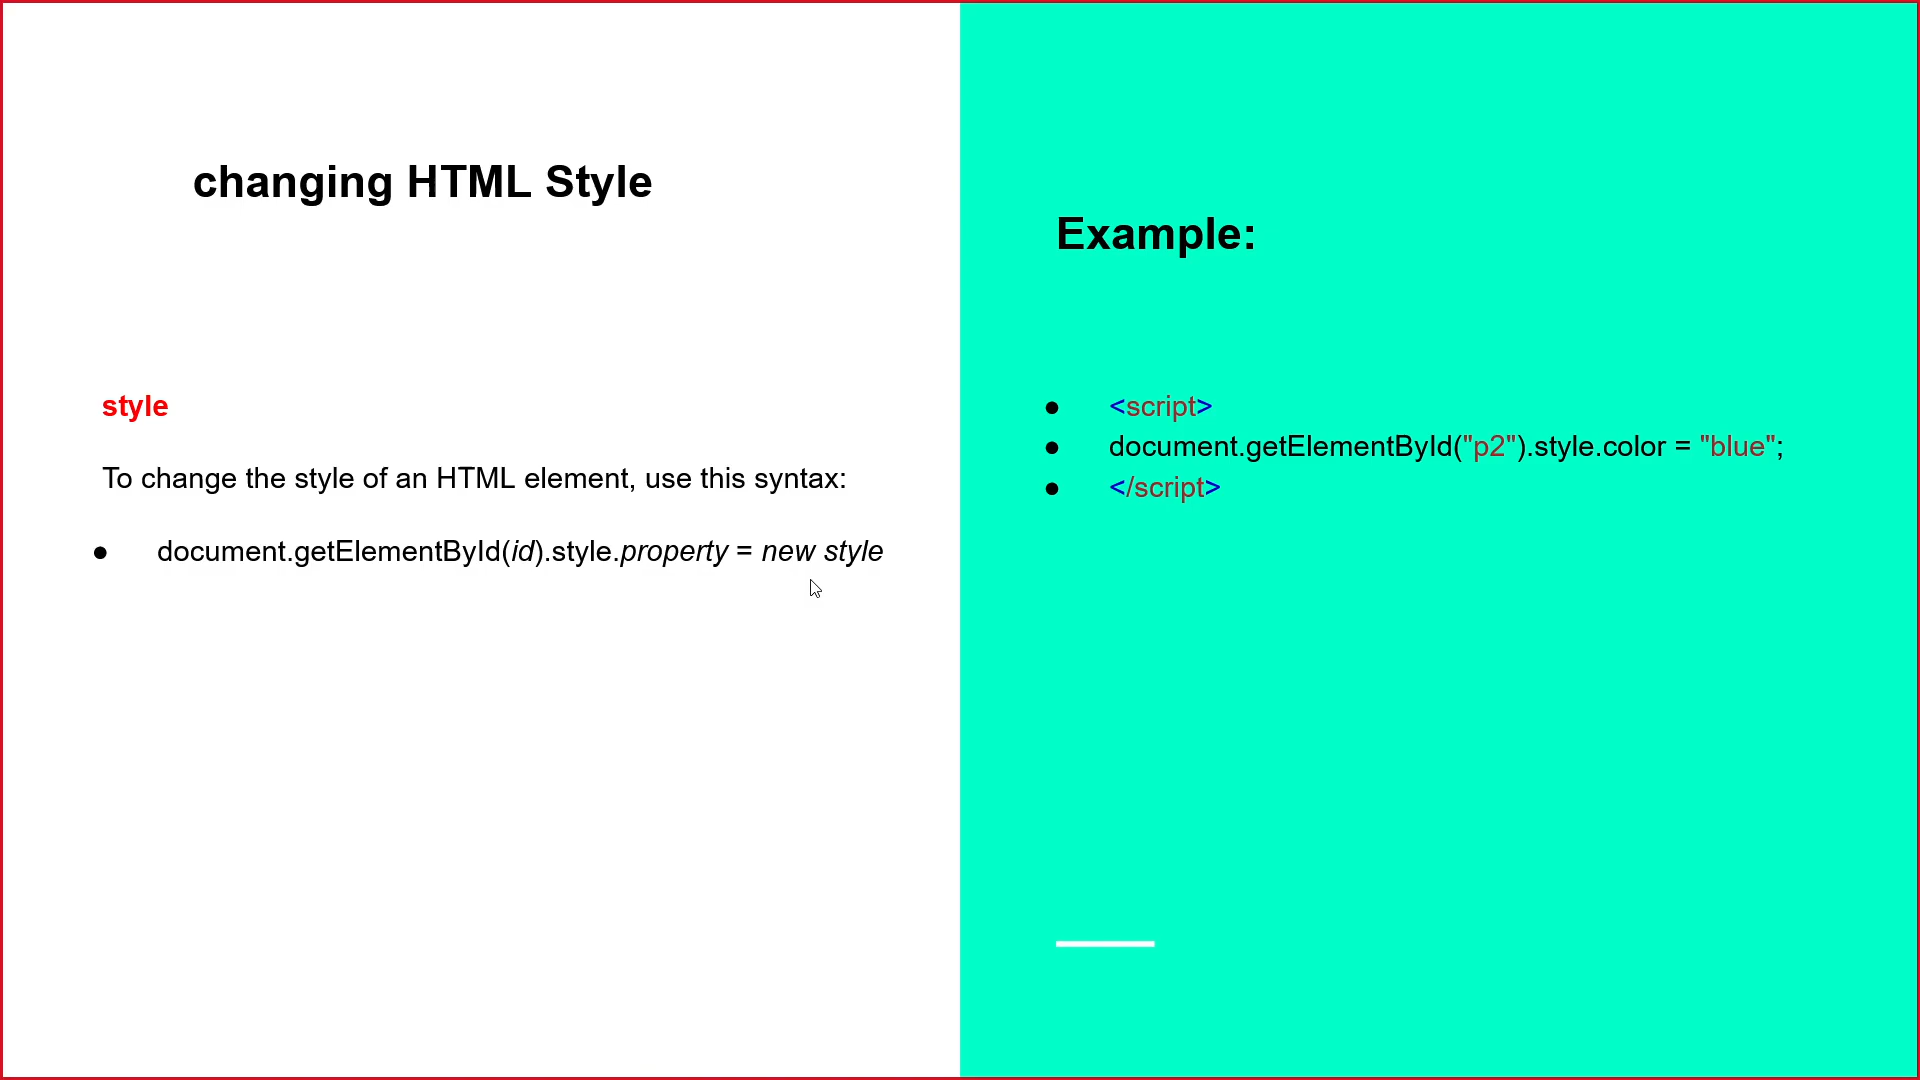 changing HTML Style
style
To change the style of an HTML element, use this syntax:
● document.getElementById(id).style.property = new style
Example:
● <script>
● document.getElementById("p2").style.color = "blue";
● </script>